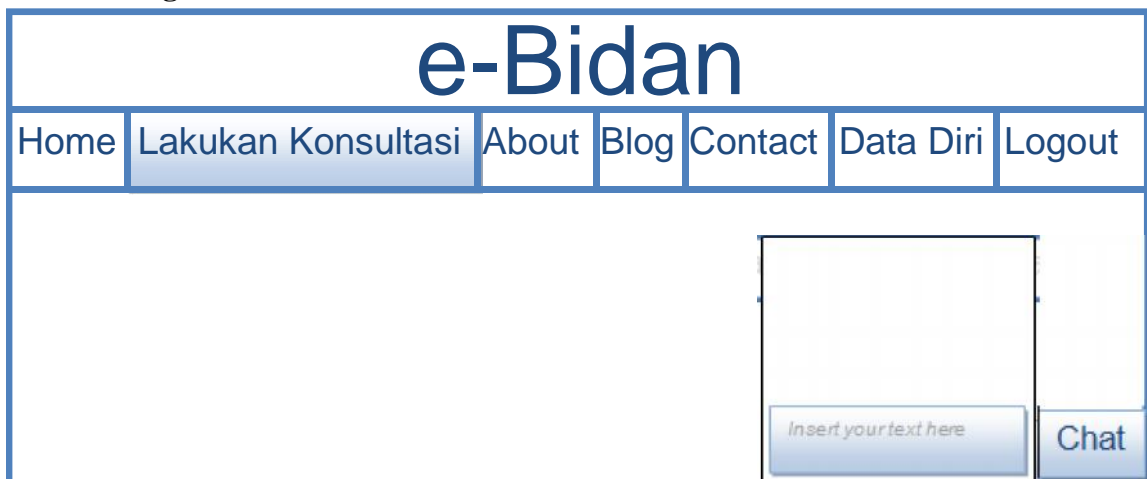 e-Bidan
Home Lakukan Konsultasi About Blog Contact Data Diri Logout
Insert your text here
Chat